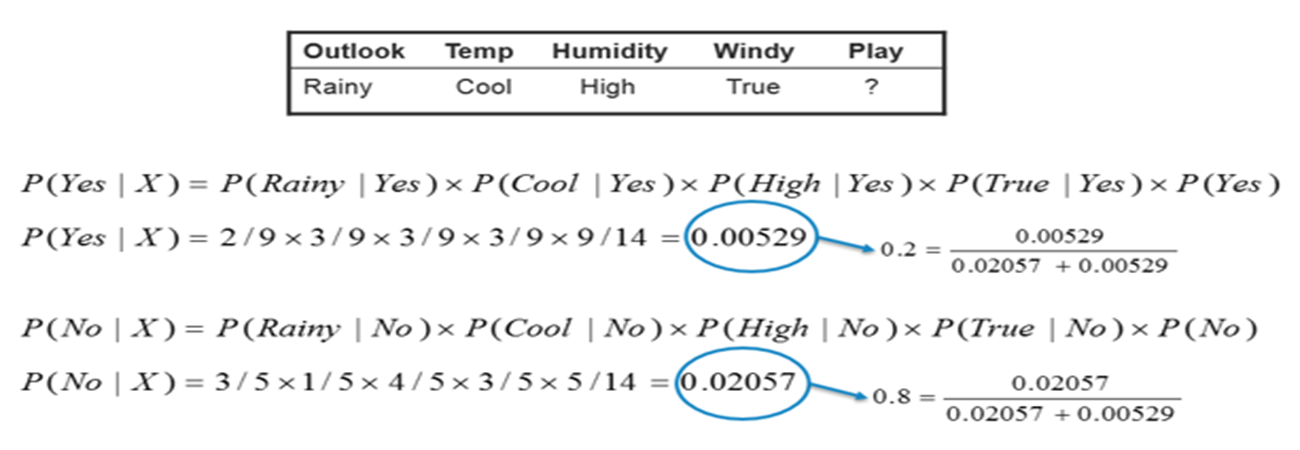 Outlook Temp Humidity Windy Play
Rainy Cool High True ?
P(Yes | X) = P(Rainy | Yes) × P(Cool | Yes) × P(High | Yes) × P(True | Yes) × P(Yes)
P(Yes | X) = 2/9 × 3/9 × 3/9 × 3/9 × 9/14 = 0.00529
0.2 = 0.00529
0.02057 + 0.00529
P(No | X) = P(Rainy | No) × P(Cool | No) × P(High | No) × P(True | No) × P(No)
P(No | X) = 3/5 × 1/5 × 4/5 × 3/5 × 5/14 = 0.02057
0.8 = 0.02057
0.02057 + 0.00529